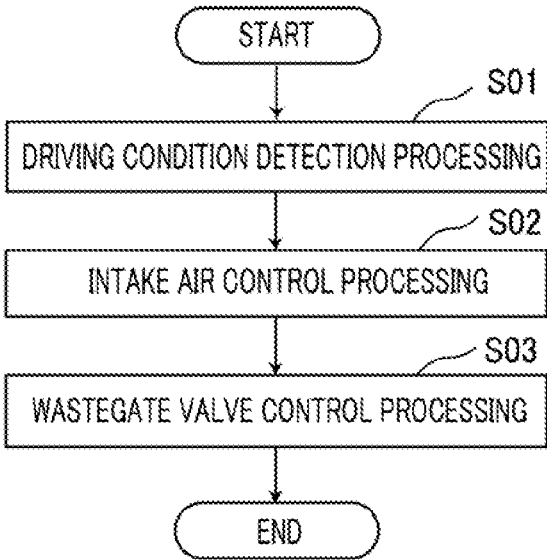 START
S01
DRIVING CONDITION DETECTION PROCESSING
S02
INTAKE AIR CONTROL PROCESSING
S03
WASTEGATE VALVE CONTROL PROCESSING
END